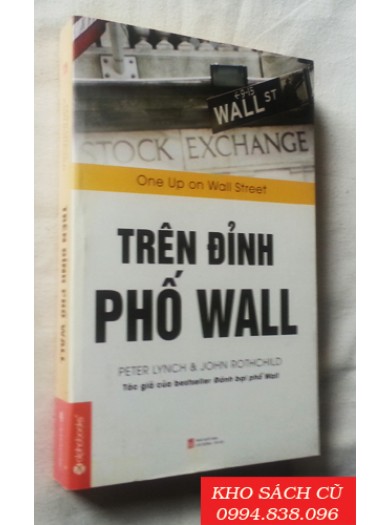 WALL ST
STOCK EXCHANGE
One Up on Wall Street
TRÊN ĐỈNH
PHỐ WALL
PETER LYNCH & JOHN ROTHCHILD
Tác giả của bestseller Đánh bại phố Wall
TRÊN ĐỈNH PHỐ WALL
alphabooks
KHO SÁCH CŨ
0994.838.096